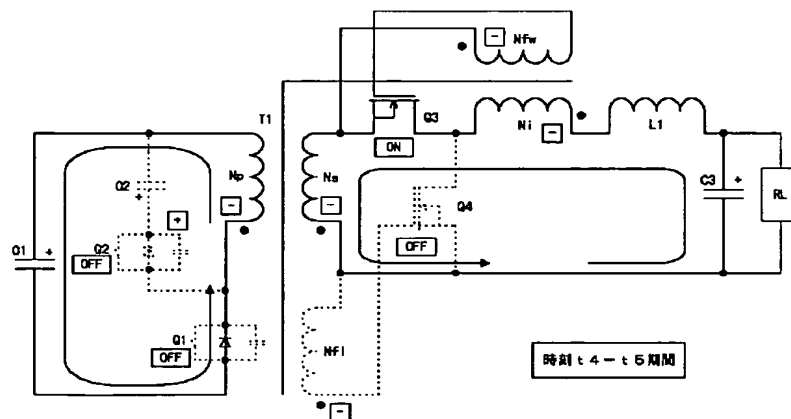 Nfw
T1
Q3
Ni
L1
ON
C2
Np
Ns
C3
RL
Q4
Q2
OFF
OFF
C1
Q1
OFF
Nfl
時刻t4-t5期間